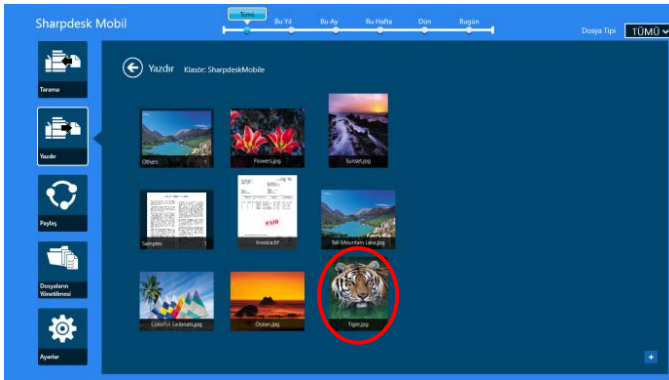 Sharpdesk Mobil
Tümü
Bu Yıl
Bu Ay
Bu Hafta
Dün
Bugün
Dosya Tipi
TÜMÜ
Tarama
Yazdır
Paylaş
Dosyaların
Yönetilmesi
Ayarlar
Yazdır Klasör: SharpdeskMobile
Others 1
Flowers.jpg
Sunset.jpg
Samples 1
Invoice.tif
Tall Mountain Lake.jpg
Colorful Sailboats.jpg
Ocean.jpg
Tiger.jpg